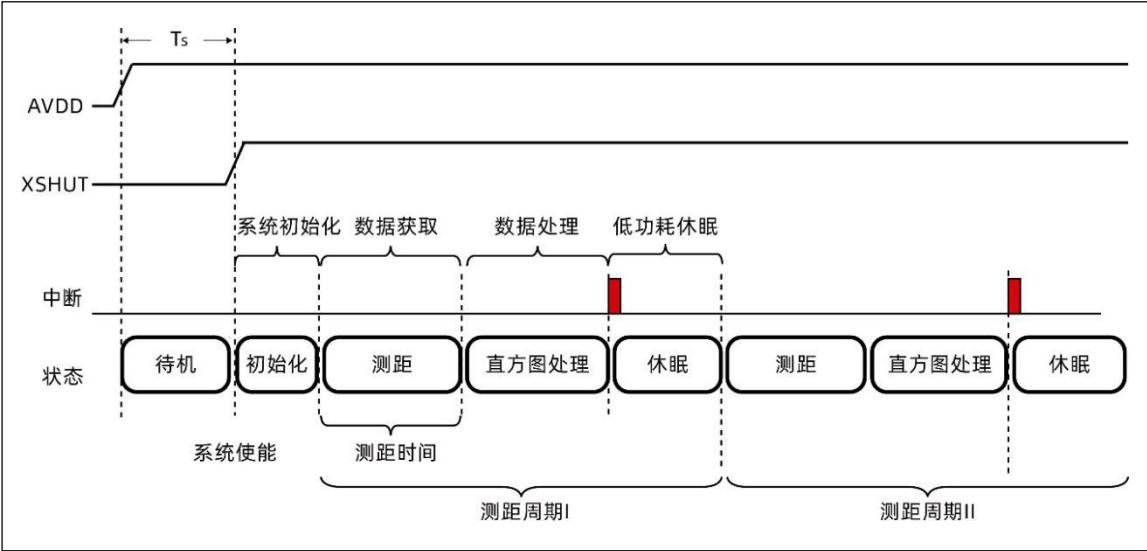 Ts
AVDD
XSHUT
系统初始化 数据获取 数据处理 低功耗休眠
中断
状态 待机 初始化 测距 直方图处理 休眠 测距 直方图处理 休眠
系统使能 测距时间
测距周期I 测距周期II